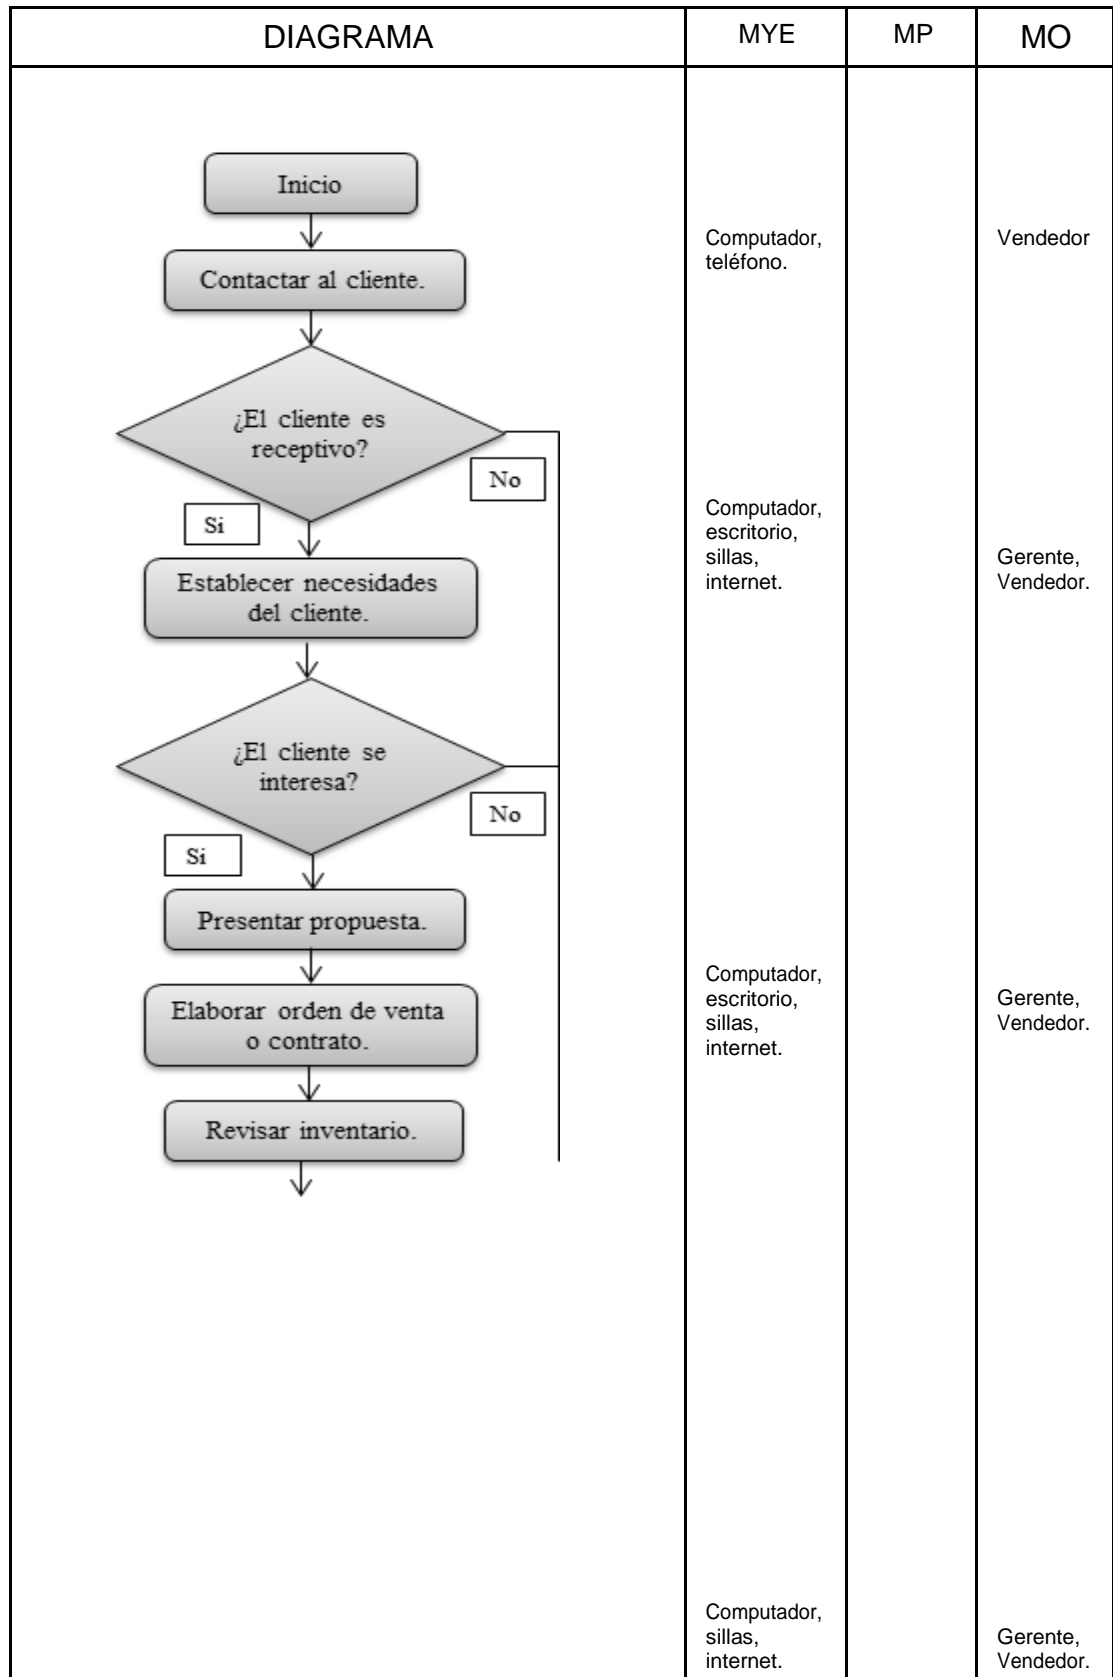 DIAGRAMA
MYE
MP
MO
Inicio
Computador,
teléfono.
Vendedor
Contactar al cliente.
¿El cliente es
receptivo?
No
Si
Computador,
escritorio,
sillas,
internet.
Gerente,
Vendedor.
Establecer necesidades
del cliente.
¿El cliente se
interesa?
No
Si
Presentar propuesta.
Computador,
escritorio,
sillas,
internet.
Gerente,
Vendedor.
Elaborar orden de venta
o contrato.
Revisar inventario.
Computador,
sillas,
internet.
Gerente,
Vendedor.